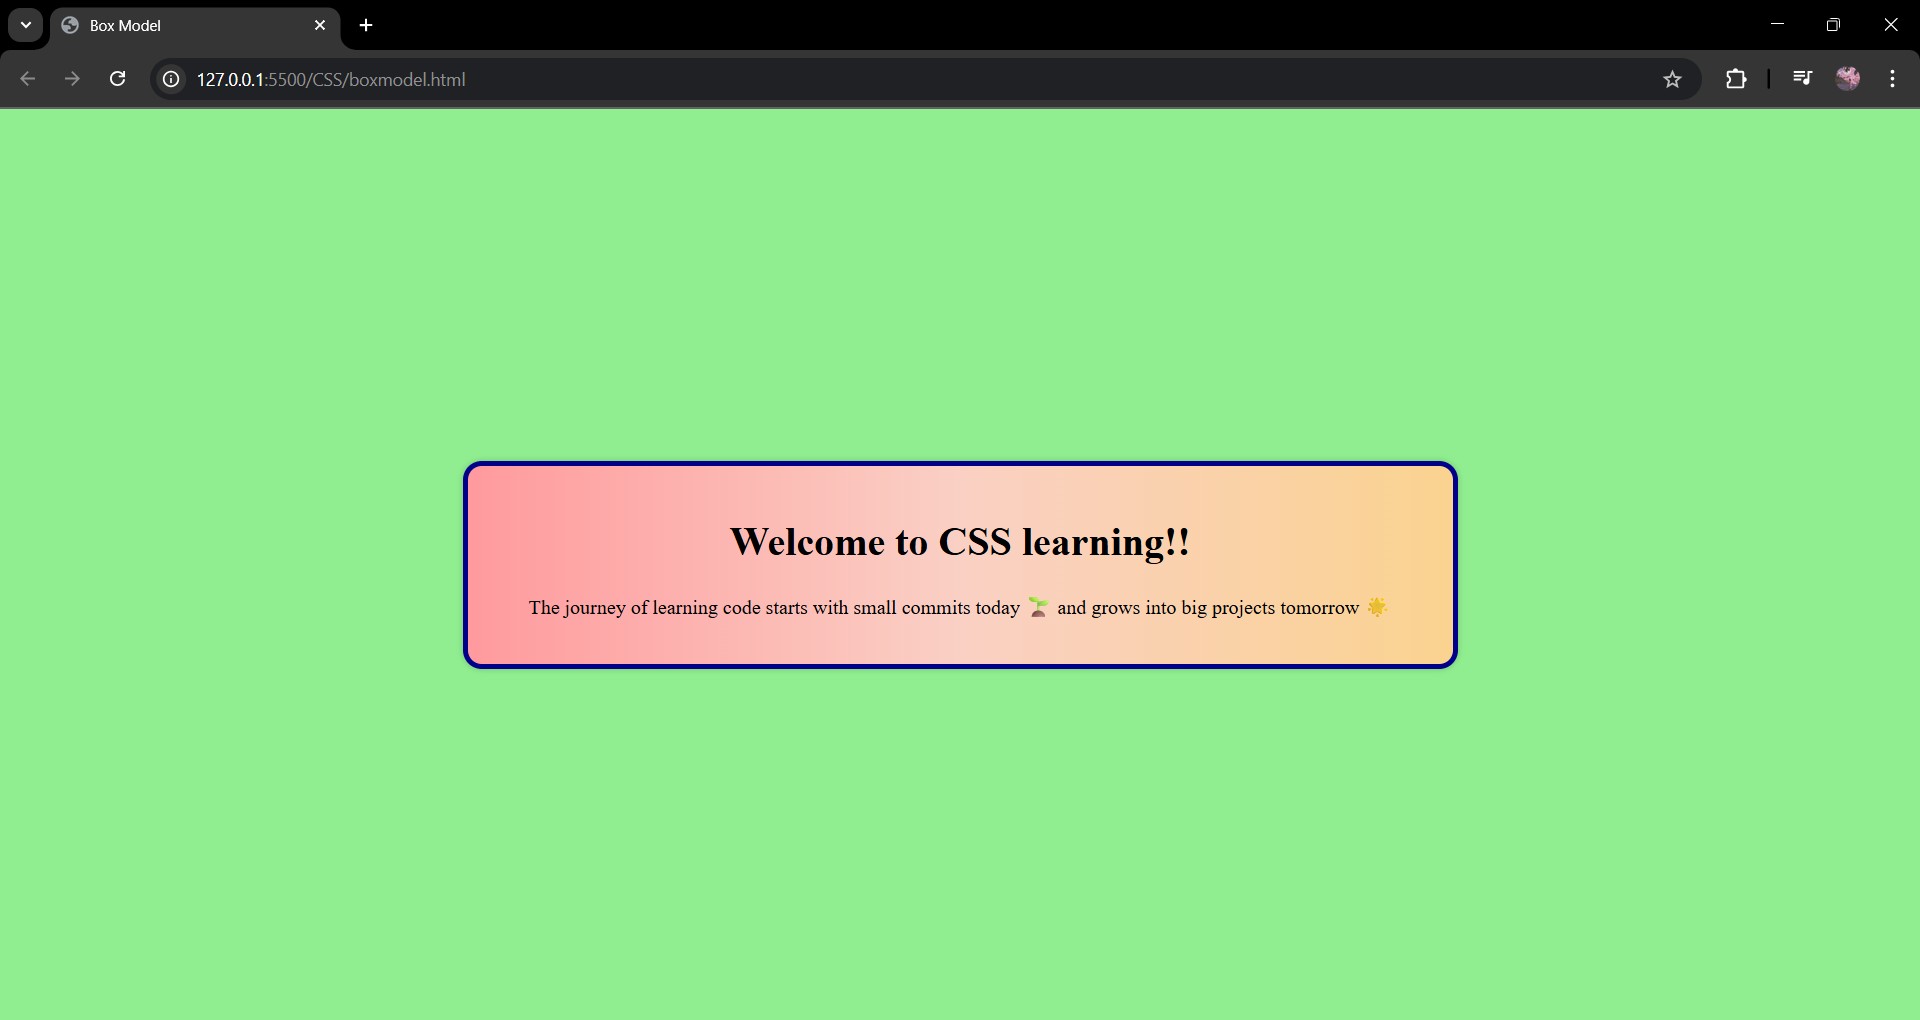 Box Model
127.0.0.1:5500/CSS/boxmodel.html
Welcome to CSS learning!!
The journey of learning code starts with small commits today 🌱 and grows into big projects tomorrow 🌟